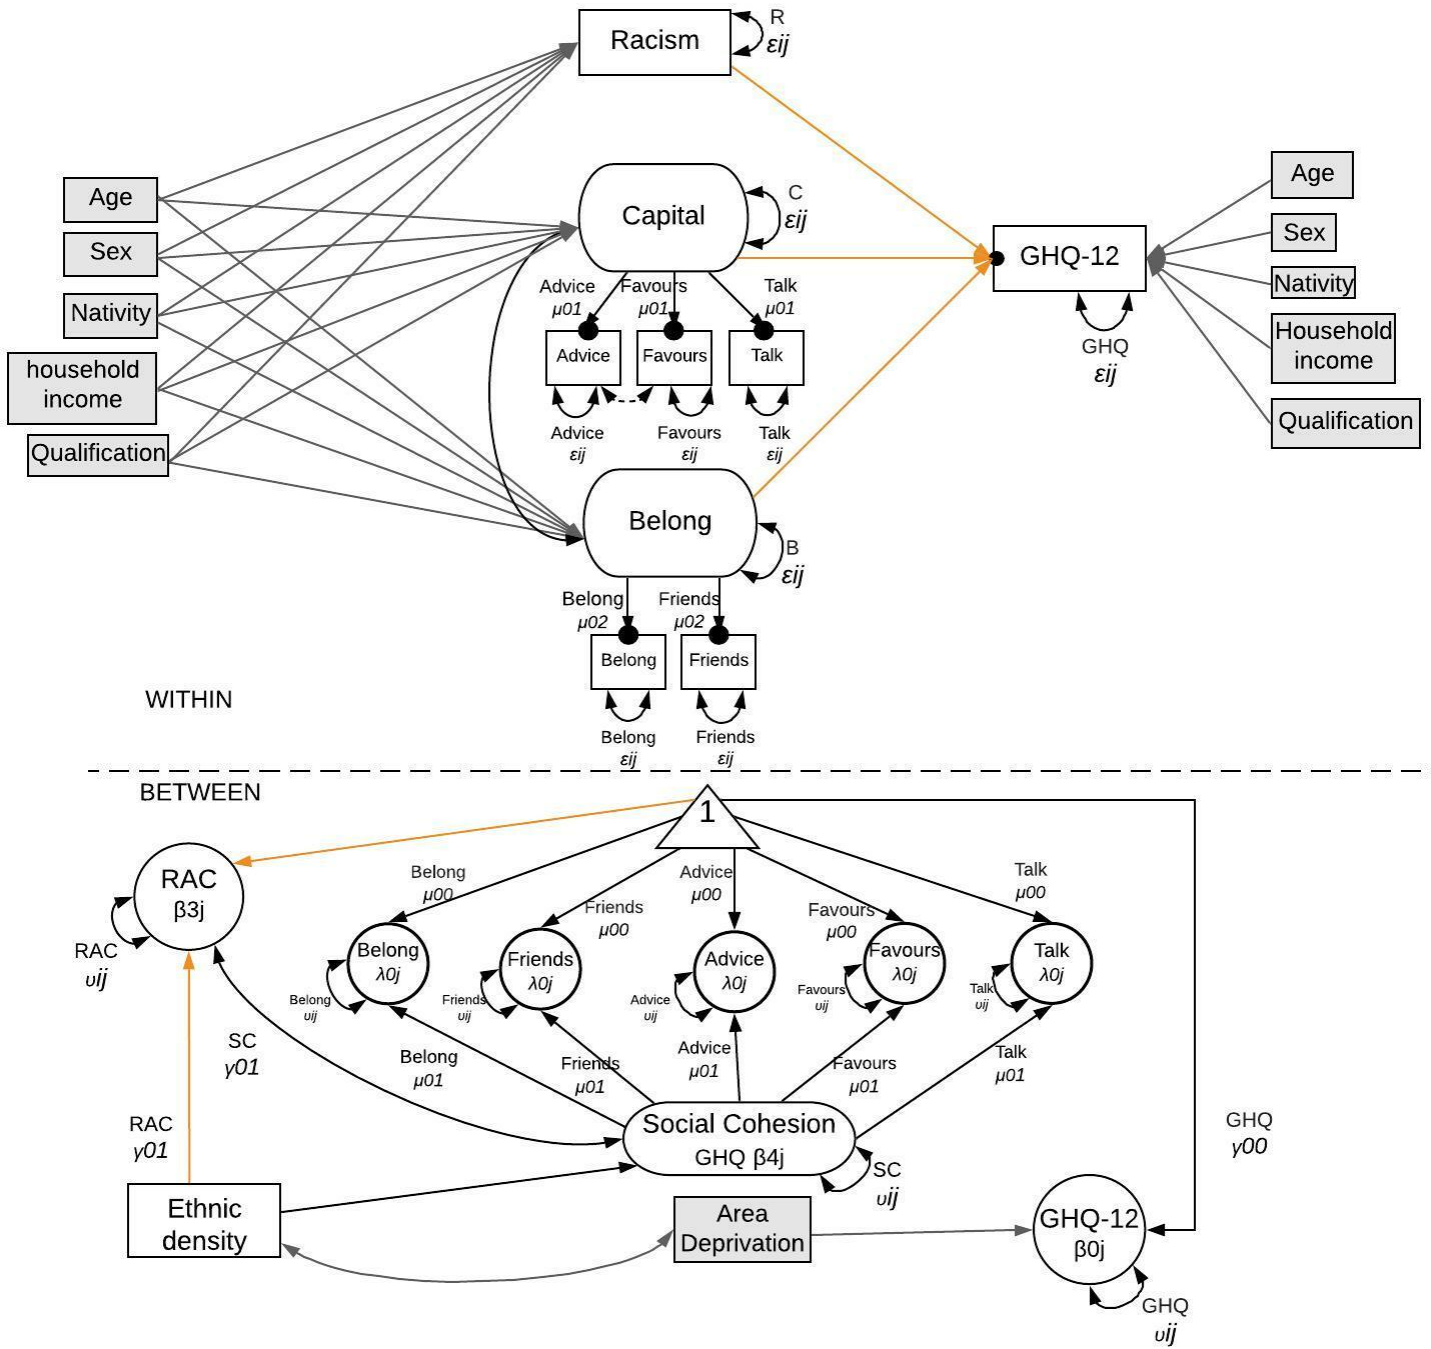 Racism
R
εij
Age
Sex
Nativity
household
income
Qualification
Capital
C
εij
Advice
μ01
Favours
μ01
Talk
μ01
Advice
Favours
Talk
Advice
εij
Favours
εij
Talk
εij
GHQ-12
GHQ
εij
Age
Sex
Nativity
Household
income
Qualification
Belong
B
εij
Belong
μ02
Friends
μ02
Belong
Friends
Belong
εij
Friends
εij
WITHIN
BETWEEN
1
RAC
β3j
RAC
υij
Belong
μ00
Friends
μ00
Advice
μ00
Favours
μ00
Talk
μ00
Belong
λ0j
Friends
λ0j
Advice
λ0j
Favours
λ0j
Talk
λ0j
Belong
υij
Friends
υij
Advice
υij
Favours
υij
Talk
υij
SC
γ01
Belong
μ01
Friends
μ01
Advice
μ01
Favours
μ01
Talk
μ01
RAC
γ01
Social Cohesion
GHQ β4j
SC
υij
GHQ
γ00
Ethnic
density
Area
Deprivation
GHQ-12
β0j
GHQ
υij